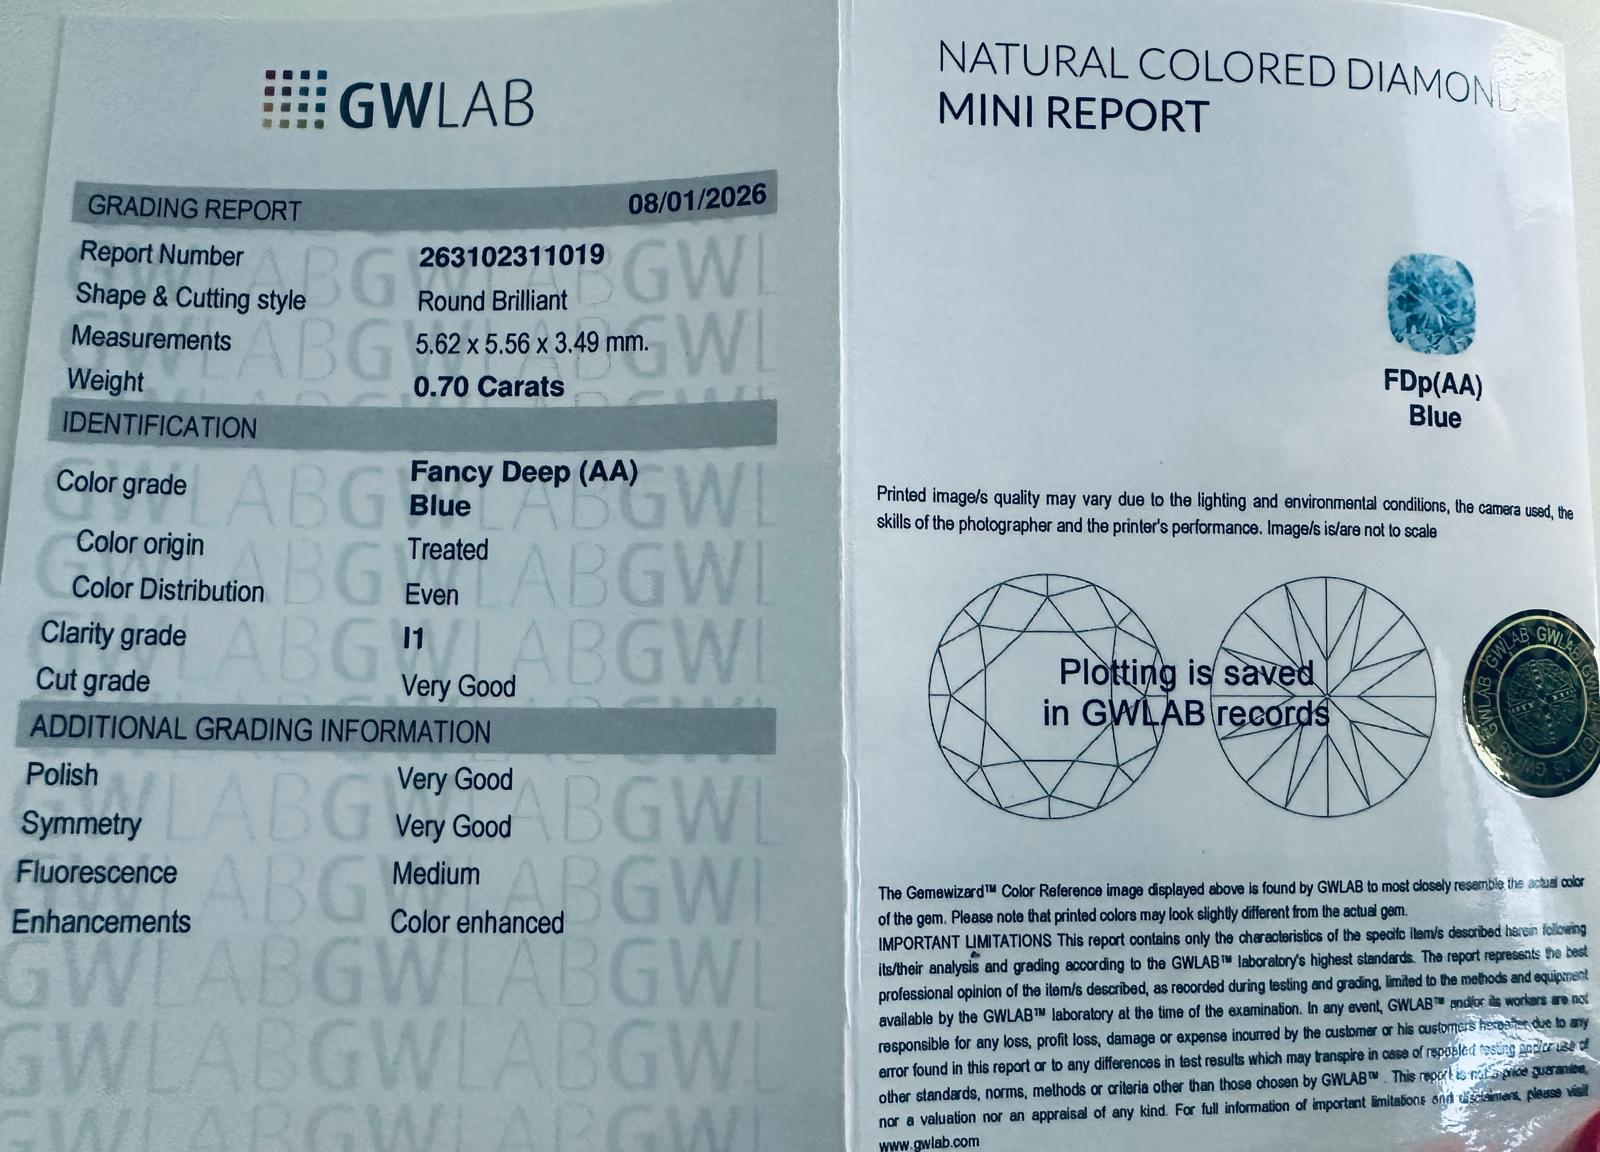 GWLAB
GRADING REPORT 08/01/2026
Report Number 263102311019
Shape & Cutting style Round Brilliant
Measurements 5.62 x 5.56 x 3.49 mm.
Weight 0.70 Carats
IDENTIFICATION
Color grade Fancy Deep (AA)
Blue
Color origin Treated
Color Distribution Even
Clarity grade I1
Cut grade Very Good
ADDITIONAL GRADING INFORMATION
Polish Very Good
Symmetry Very Good
Fluorescence Medium
Enhancements Color enhanced
NATURAL COLORED DIAMOND
MINI REPORT
FDp(AA)
Blue
Printed image/s quality may vary due to the lighting and environmental conditions, the camera used, the
skills of the photographer and the printer's performance. Image/s is/are not to scale
Plotting is saved
in GWLAB records
GWLAB GWLAB
The Gemewizard™ Color Reference image displayed above is found by GWLAB to most closely resemble the actual color
of the gem. Please note that printed colors may look slightly different from the actual gem.
IMPORTANT LIMITATIONS This report contains only the characteristics of the specifc item/s described herein following
its/their analysis and grading according to the GWLAB™ laboratory's highest standards. The report represents the best
professional opinion of the item/s described, as recorded during testing and grading, limited to the methods and equipment
available by the GWLAB™ laboratory at the time of the examination. In any event, GWLAB™ and/or its workers are not
responsible for any loss, profit loss, damage or expense incurred by the customer or his customers hereafter due to any
error found in this report or to any differences in test results which may transpire in case of repeated testing and/or use of
other standards, norms, methods or criteria other than those chosen by GWLAB™ . This report is not a price guarantee,
nor a valuation nor an appraisal of any kind. For full information of important limitations and disclaimers, please visit
www.gwlab.com